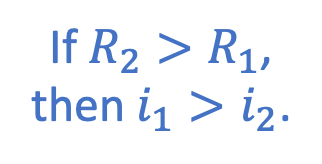 If R₂ > R₁,
then i₁ > i₂.